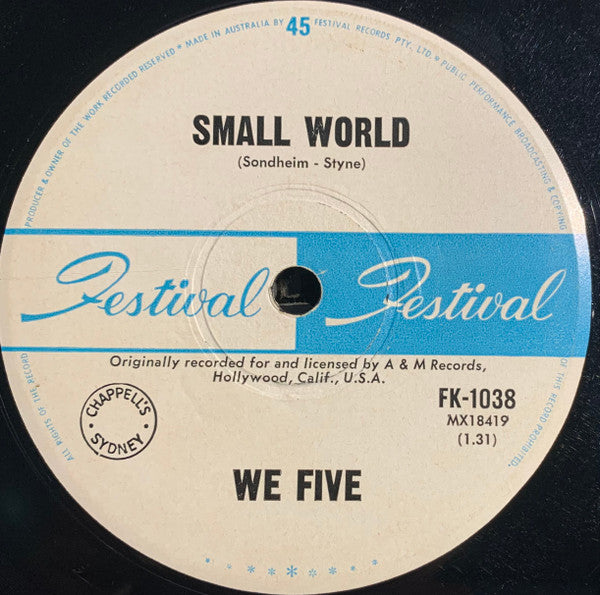 PRODUCER & OWNER OF THE WORK RECORDED RESERVED * MADE IN AUSTRALIA BY 45 FESTIVAL RECORDS PTY. LTD. * PUBLIC PERFORMANCE BROADCASTING & COPYING
SMALL WORLD
(Sondheim - Styne)
Festival Festival
Originally recorded for and licensed by A & M Records,
Hollywood, Calif., U.S.A.
ALL RIGHTS OF THE RECORD
OF THIS RECORD PROHIBITED.
CHAPPELL'S
SYDNEY
FK-1038
MX18419
(1.31)
WE FIVE